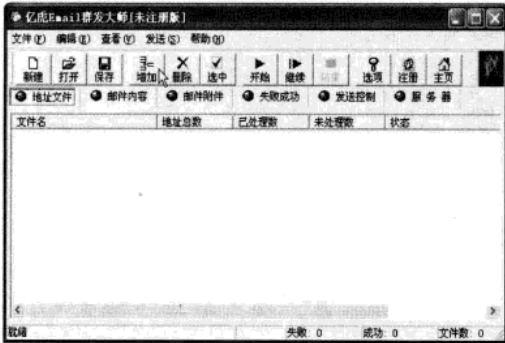 亿虎Email群发大师[未注册版]
文件(F) 编辑(E) 查看(V) 发送(S) 帮助(H)
新建 打开 保存 增加 删除 选中 开始 继续 结束 选项 注册 主页
地址文件 邮件内容 邮件附件 失败成功 发送控制 服务器
文件名 地址总数 已处理数 未处理数 状态
就绪 失败: 0 成功: 0 文件数: 0